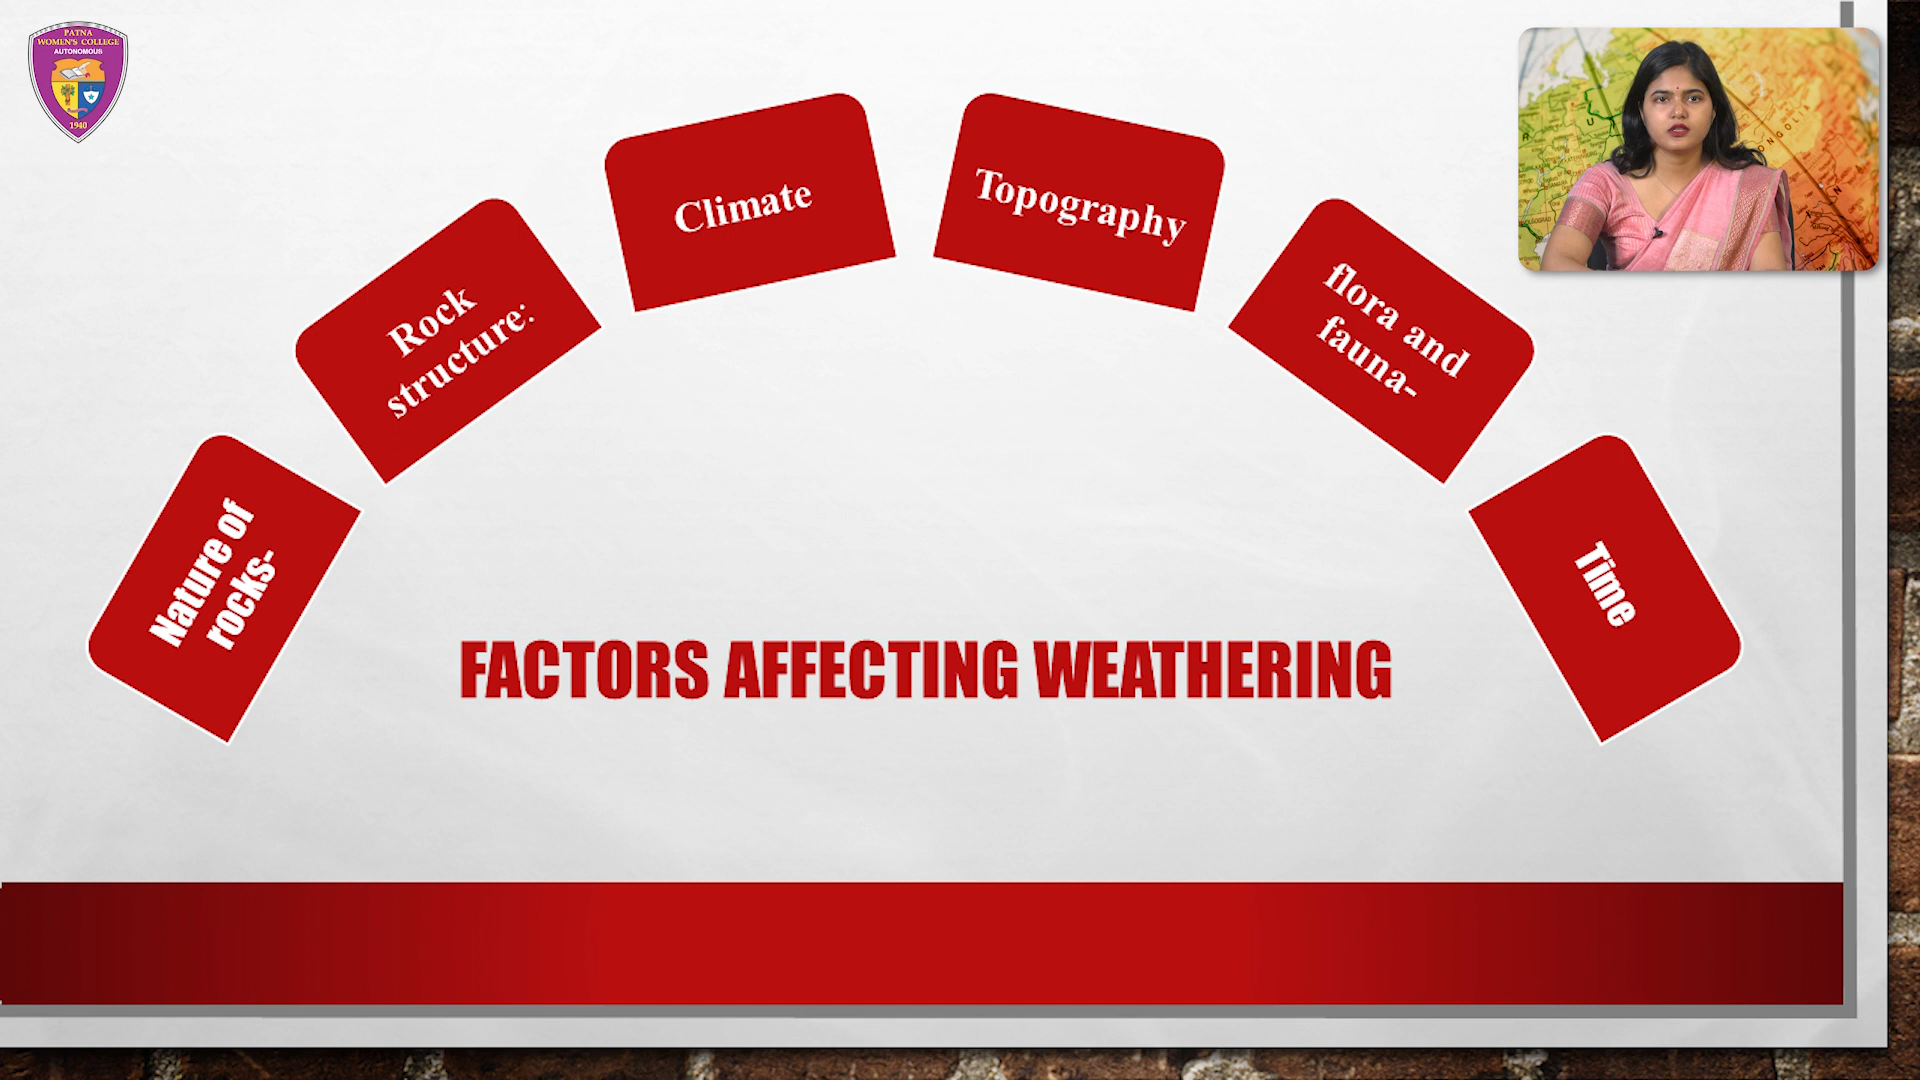 PATNA
WOMEN'S COLLEGE
AUTONOMOUS
1940
Nature of
rocks-
Rock
structure:
Climate
Topography
flora and
fauna-
Time
FACTORS AFFECTING WEATHERING